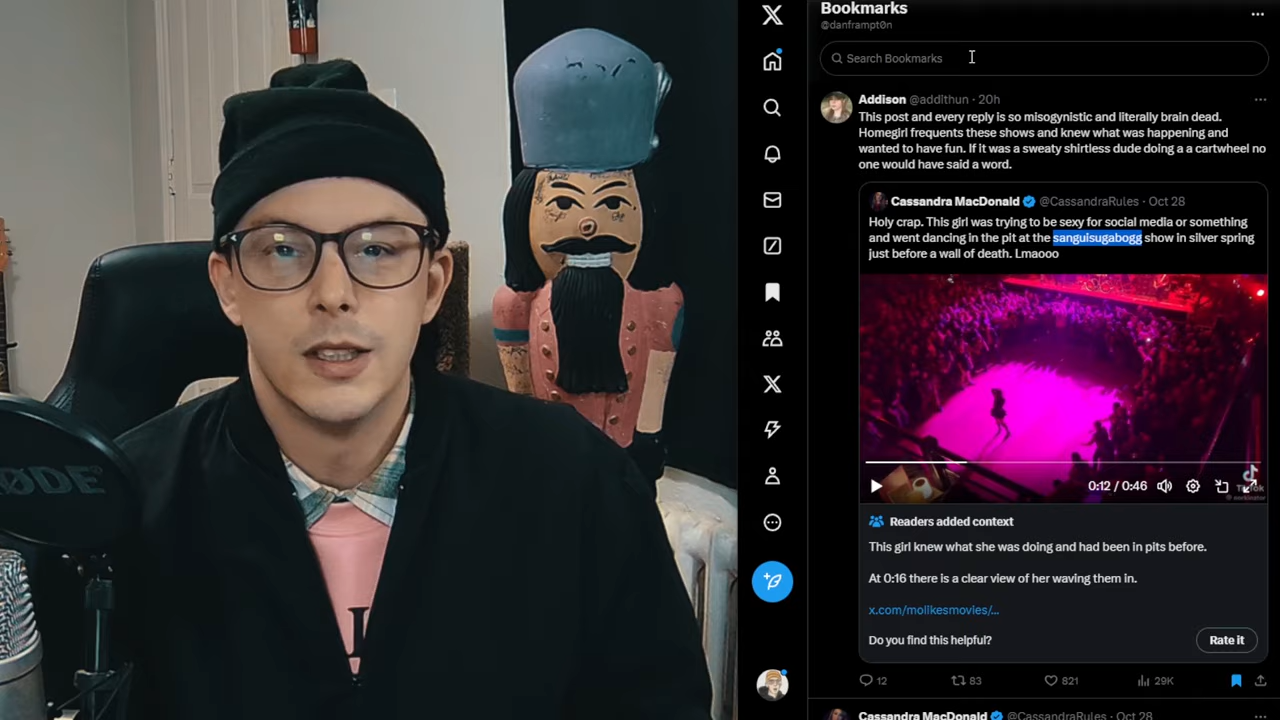 Bookmarks
@danframpt0n
Search Bookmarks
Addison @addithun · 20h
This post and every reply is so misogynistic and literally brain dead.
Homegirl frequents these shows and knew what was happening and
wanted to have fun. If it was a sweaty shirtless dude doing a a cartwheel no
one would have said a word.
Cassandra MacDonald @CassandraRules · Oct 28
Holy crap. This girl was trying to be sexy for social media or something
and went dancing in the pit at the sanguisugabogg show in silver spring
just before a wall of death. Lmaooo
0:12 / 0:46
Readers added context
This girl knew what she was doing and had been in pits before.
At 0:16 there is a clear view of her waving them in.
x.com/molikesmovies/...
Do you find this helpful?
Rate it
12
83
821
29K
Cassandra MacDonald @CassandraRules · Oct 28
RØDE